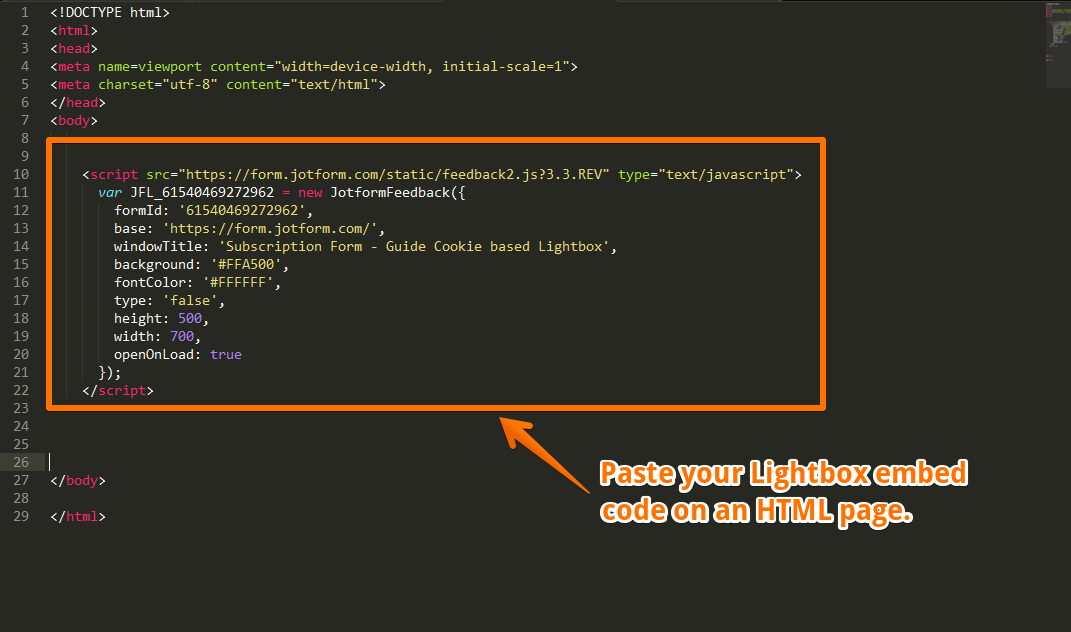 1 <!DOCTYPE html>
2 <html>
3 <head>
4 <meta name=viewport content="width=device-width, initial-scale=1">
5 <meta charset="utf-8" content="text/html">
6 </head>
7 <body>
8
9
10 <script src="https://form.jotform.com/static/feedback2.js?3.3.REV" type="text/javascript">
11 var JFL_61540469272962 = new JotformFeedback({
12 formId: '61540469272962',
13 base: 'https://form.jotform.com/',
14 windowTitle: 'Subscription Form - Guide Cookie based Lightbox',
15 background: '#FFA500',
16 fontColor: '#FFFFFF',
17 type: 'false',
18 height: 500,
19 width: 700,
20 openOnLoad: true
21 });
22 </script>
23
24
25
26
Paste your Lightbox embed
code on an HTML page.
27 </body>
28
29 </html>